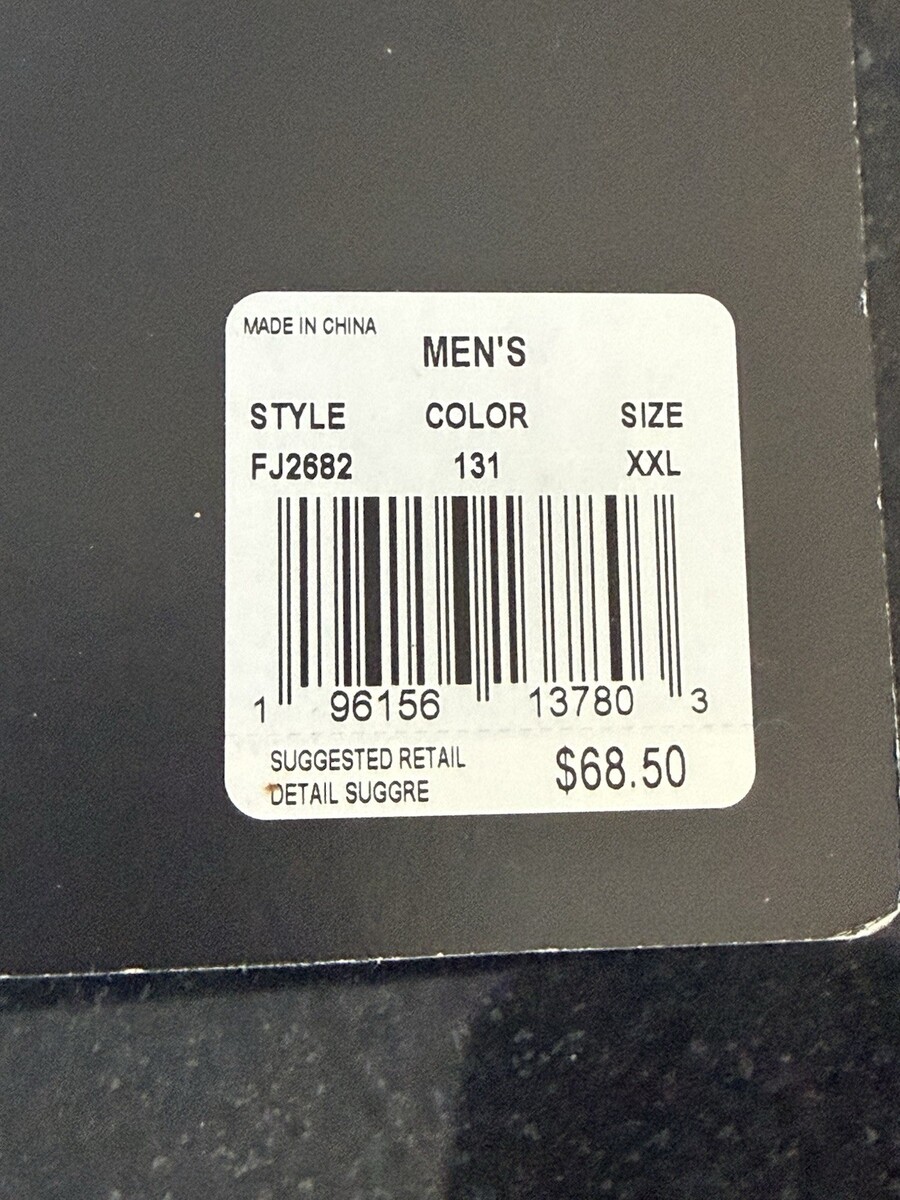 MADE IN CHINA
MEN'S
STYLE COLOR SIZE
FJ2682 131 XXL
1 96156 13780 3
SUGGESTED RETAIL $68.50
DETAIL SUGGRE